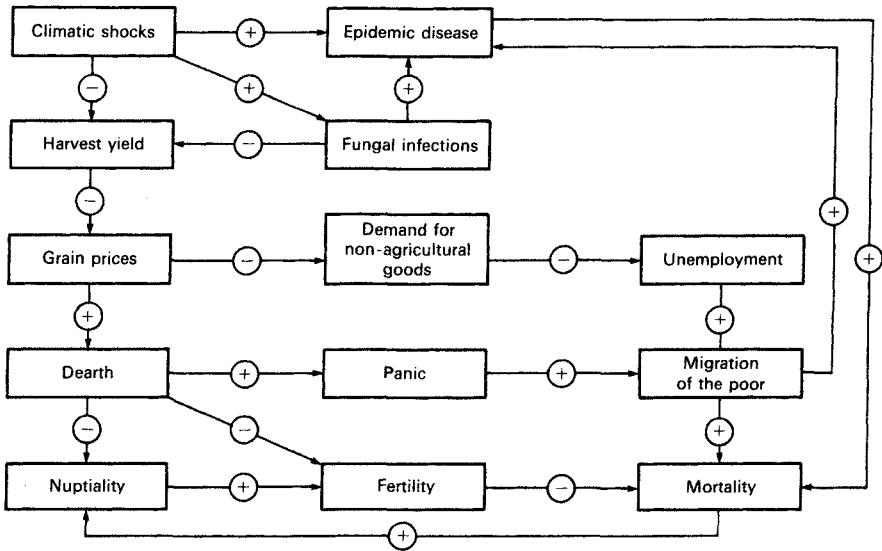 Climatic shocks
+
Epidemic disease
−
+
+
+
Harvest yield
−
Fungal infections
−
+
+
Grain prices
−
Demand for
non-agricultural
goods
−
Unemployment
+
+
Dearth
+
Panic
+
Migration
of the poor
−
−
+
Nuptiality
+
Fertility
−
Mortality
+